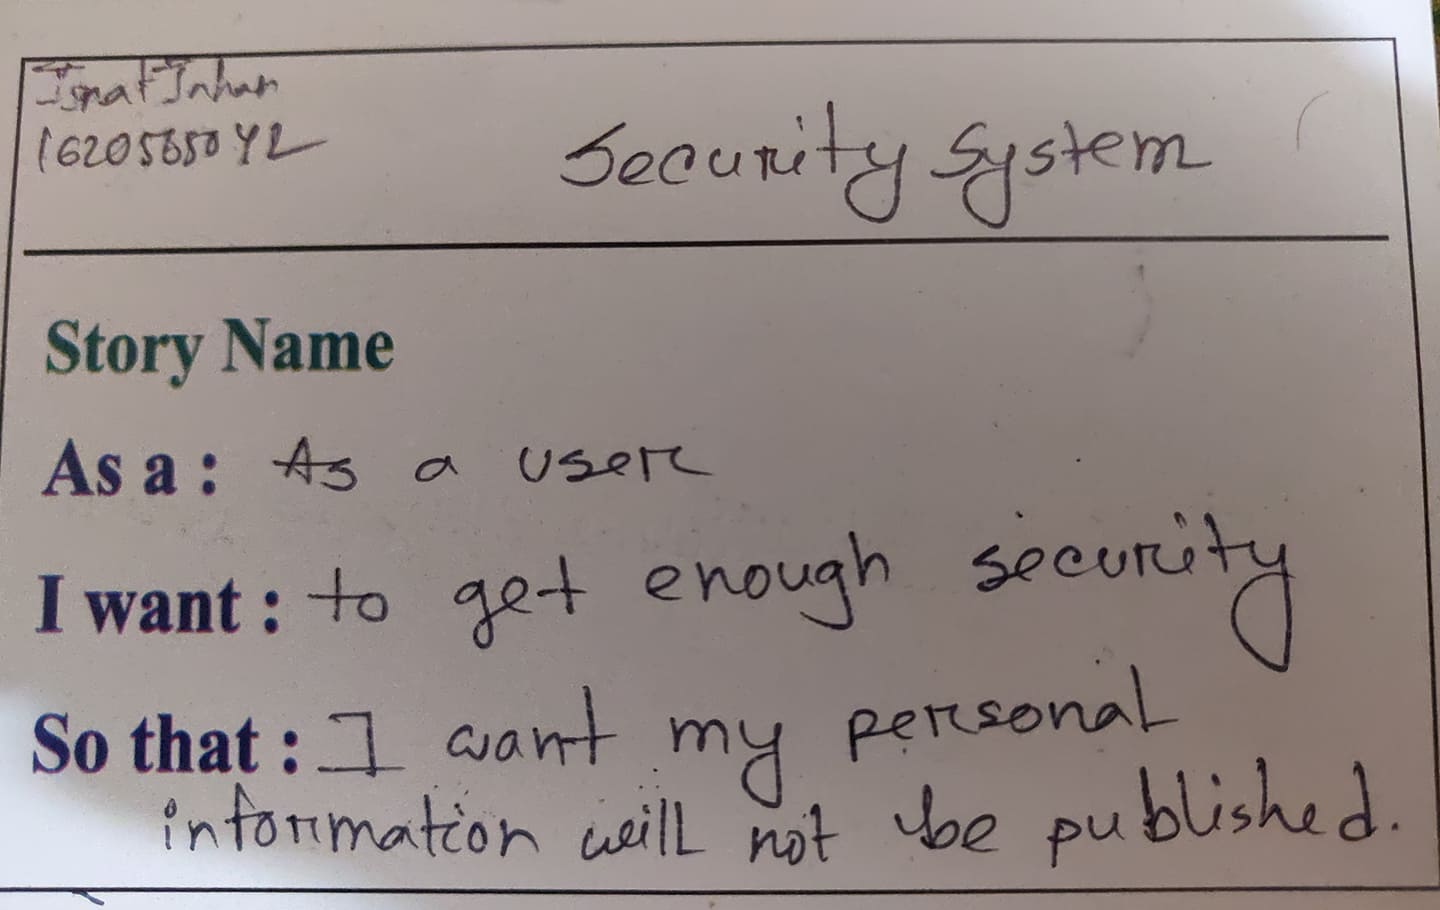 Ismat Jahan
1620565042
Security System
Story Name
As a : As a user
I want : to get enough security
So that : I want my personal
information will not be published.